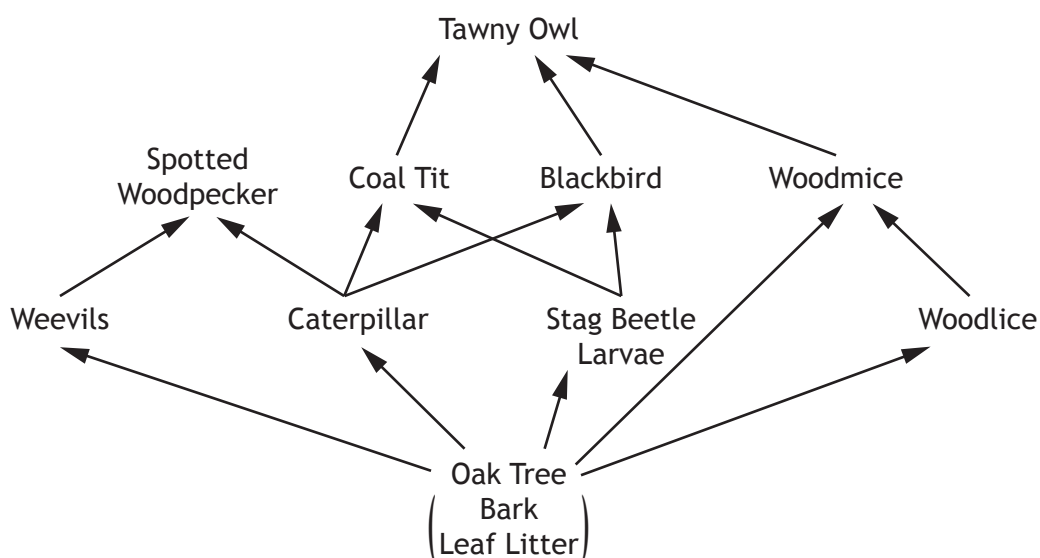 Tawny Owl
Spotted
Woodpecker
Coal Tit
Blackbird
Woodmice
Weevils
Caterpillar
Stag Beetle
Larvae
Woodlice
Oak Tree
Bark
Leaf Litter